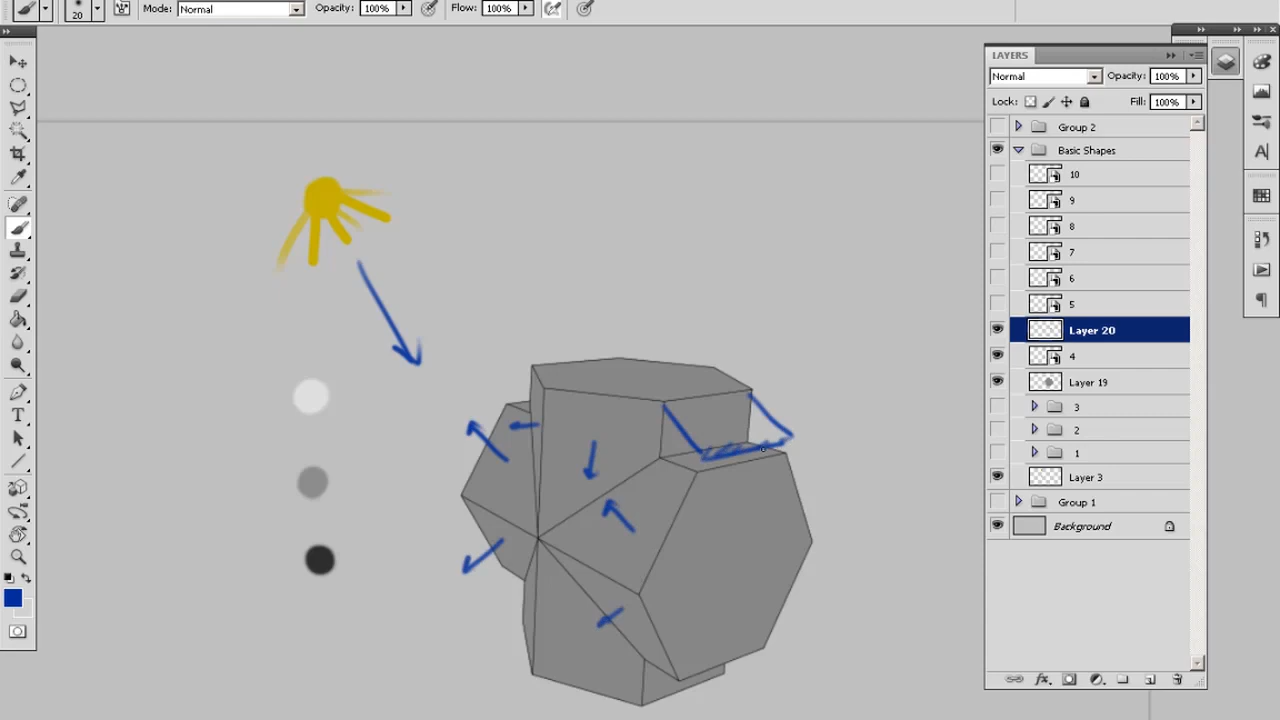 20
Mode: Normal
Opacity: 100%
Flow: 100%
LAYERS
Normal
Opacity: 100%
Lock:
Fill: 100%
Group 2
Basic Shapes
10
9
8
7
6
5
Layer 20
4
Layer 19
3
2
1
Layer 3
Group 1
Background